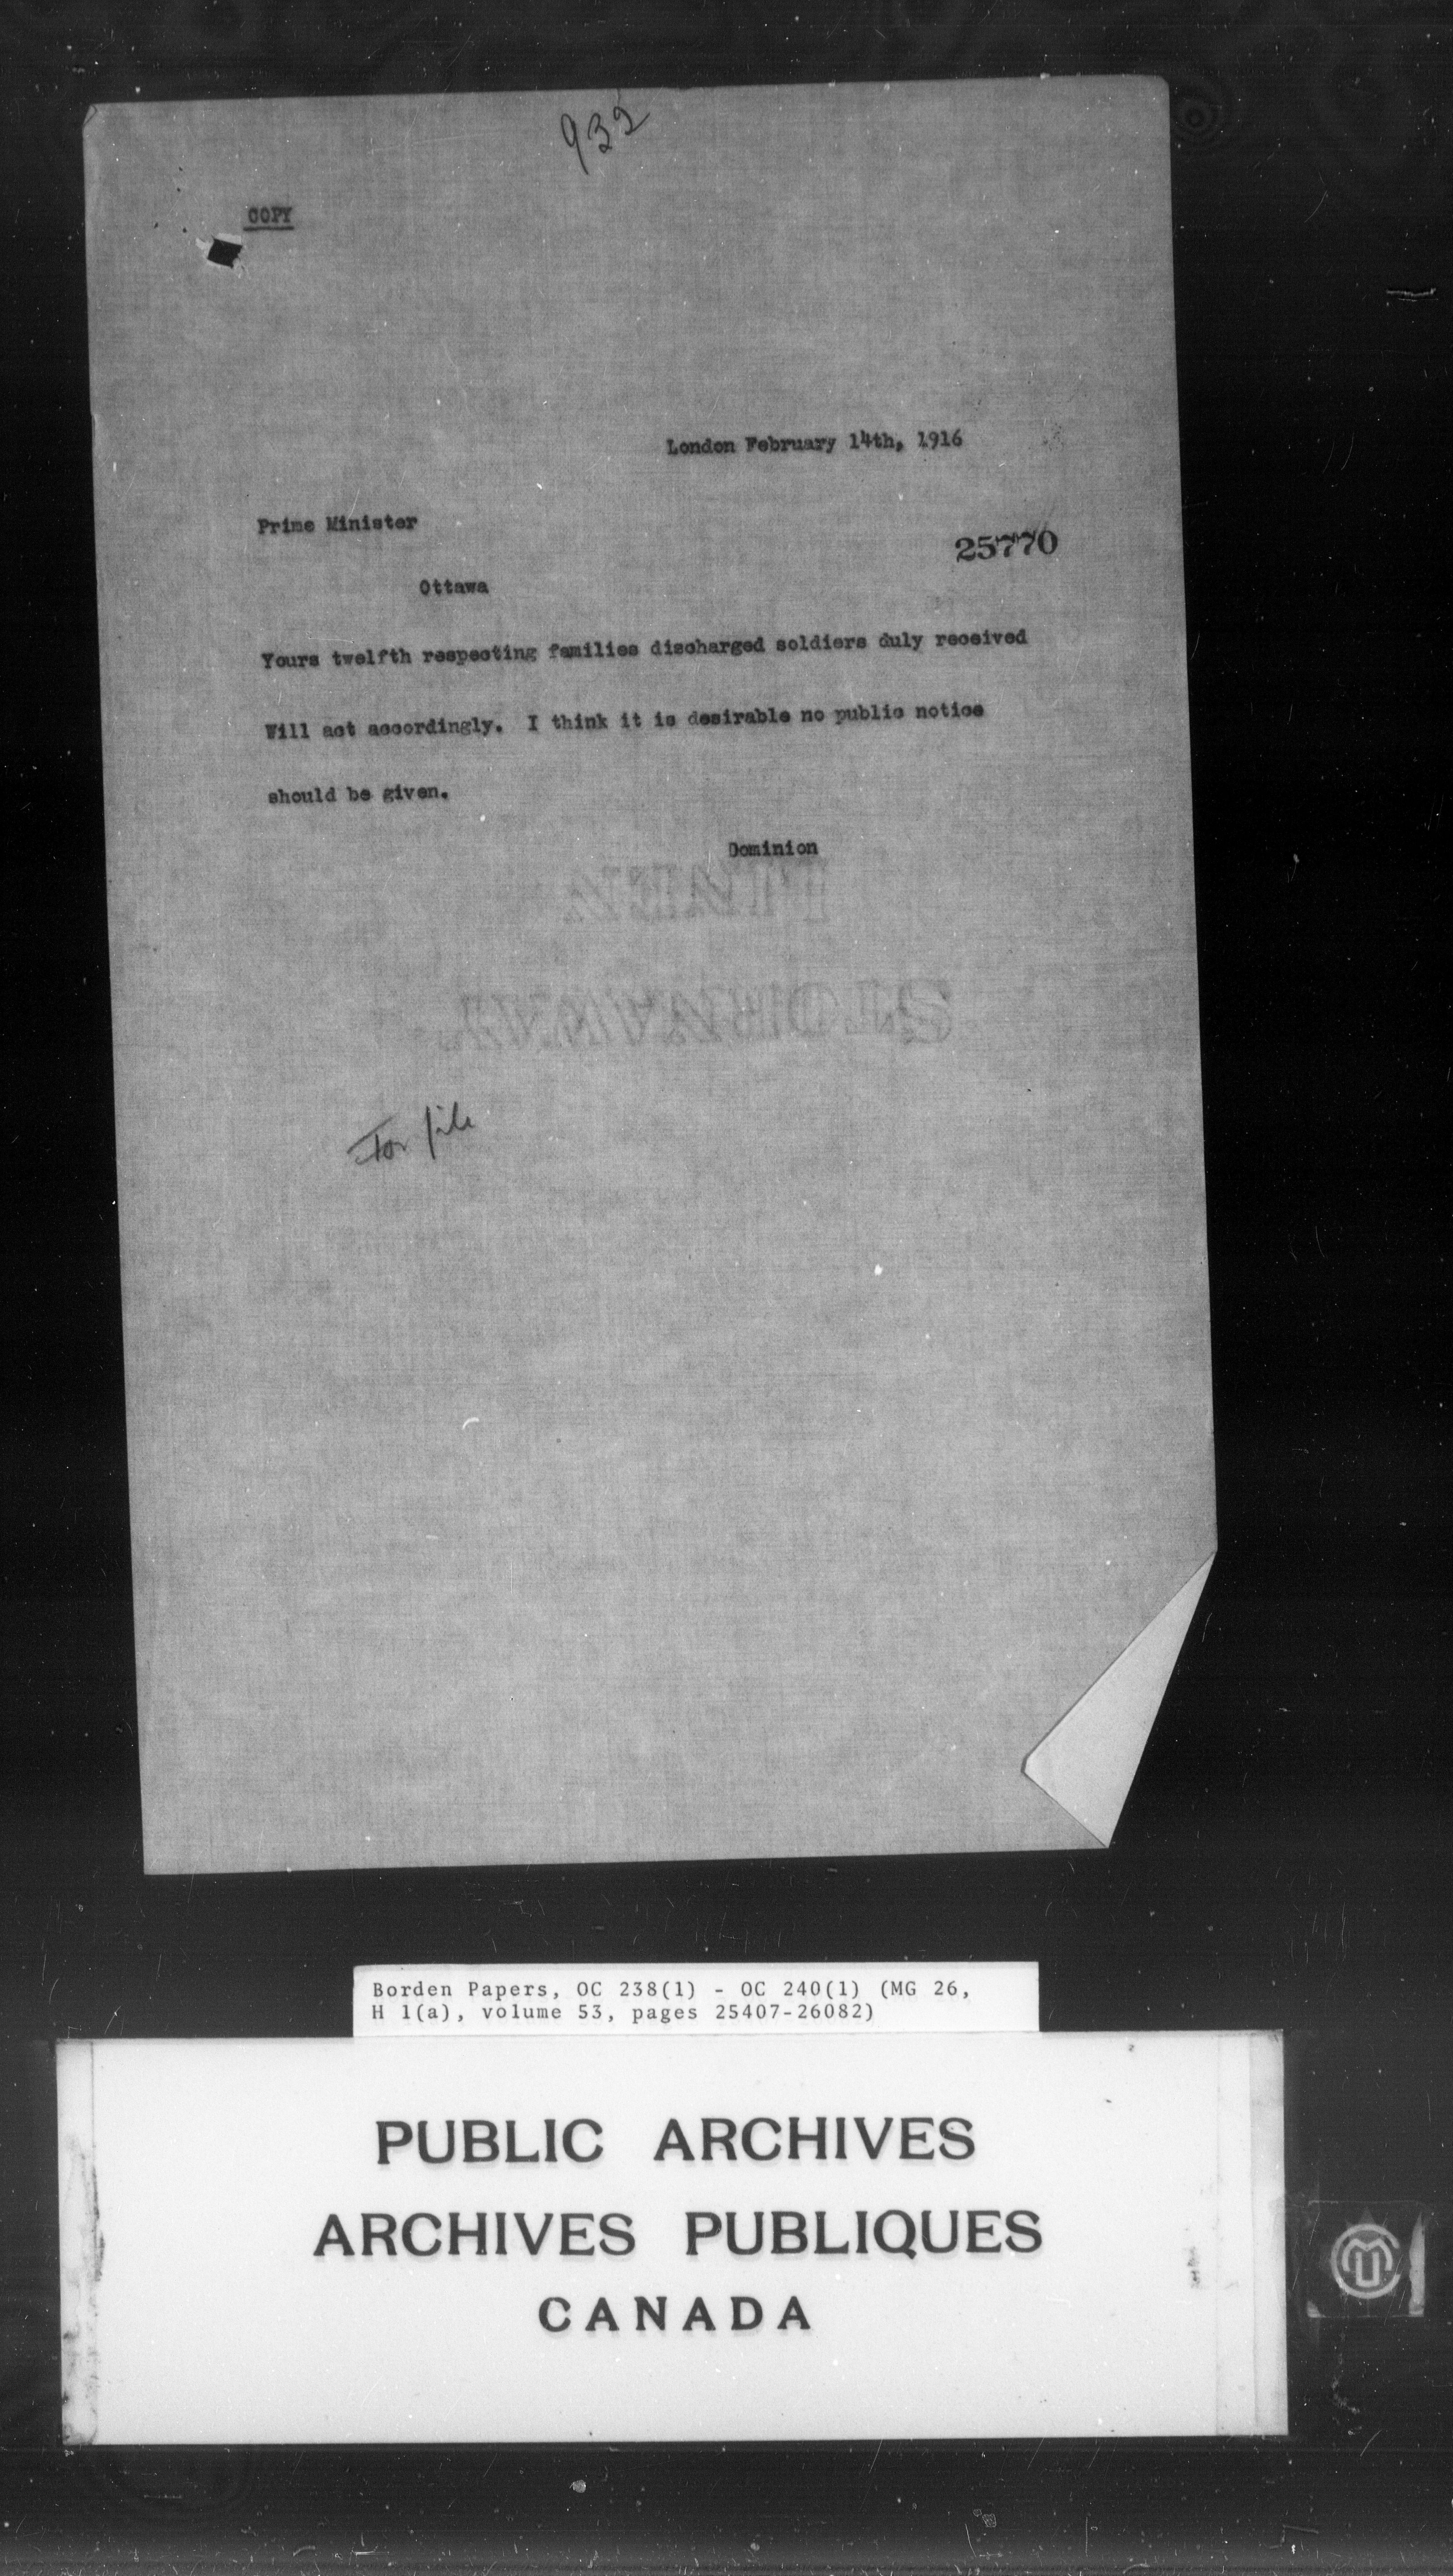 932
COPY
London February 14th, 1916
Prime Minister
25770
Ottawa
Yours twelfth respecting families discharged soldiers duly received
Will act accordingly. I think it is desirable no public notice
should be given.
Dominion
For file
Borden Papers, OC 238(1) - OC 240(1) (MG 26,
H 1(a), volume 53, pages 25407-26082)
PUBLIC ARCHIVES
ARCHIVES PUBLIQUES
CANADA